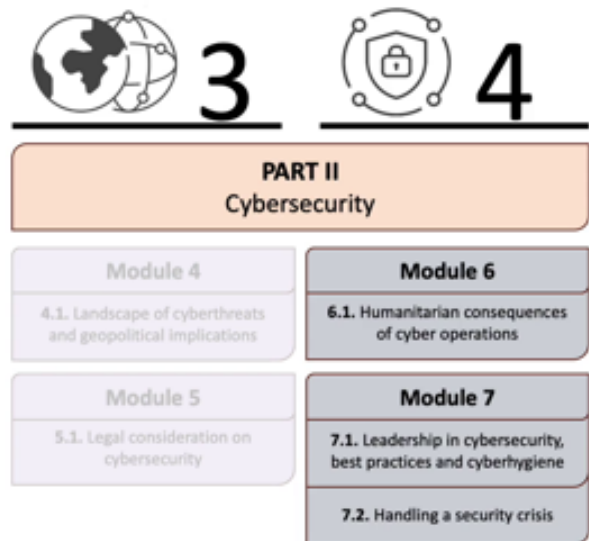 3
4
PART II
Cybersecurity
Module 4
4.1. Landscape of cyberthreats
and geopolitical implications
Module 5
5.1. Legal consideration on
cybersecurity
Module 6
6.1. Humanitarian consequences
of cyber operations
Module 7
7.1. Leadership in cybersecurity,
best practices and cyberhygiene
7.2. Handling a security crisis